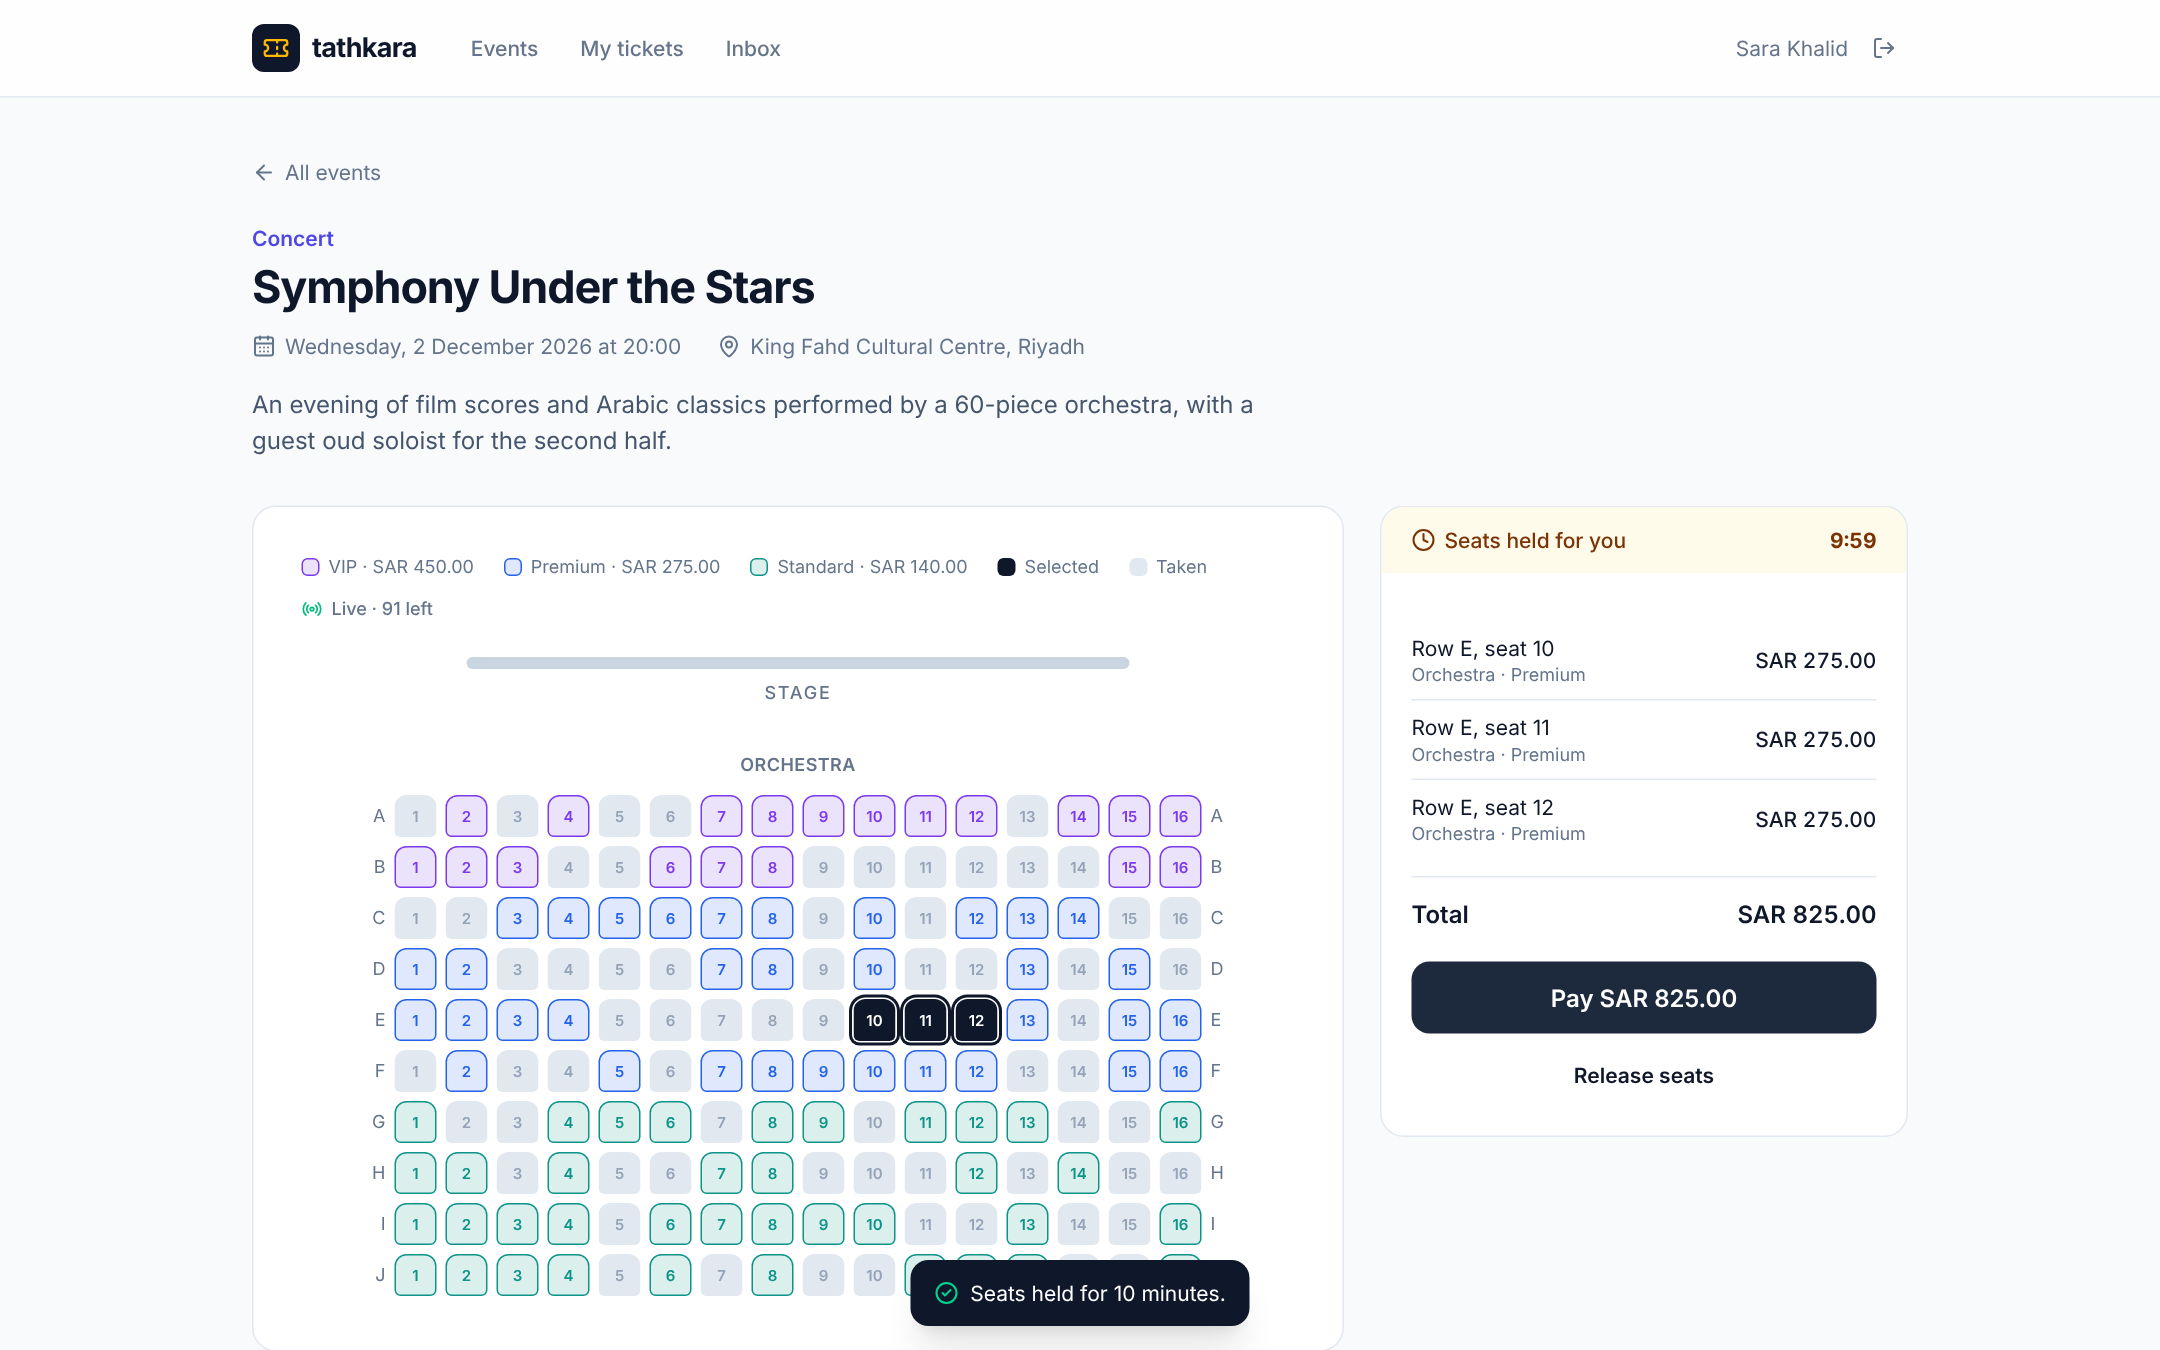 tathkara Events My tickets Inbox Sara Khalid
All events
Concert
Symphony Under the Stars
Wednesday, 2 December 2026 at 20:00 King Fahd Cultural Centre, Riyadh
An evening of film scores and Arabic classics performed by a 60-piece orchestra, with a
guest oud soloist for the second half.
VIP · SAR 450.00 Premium · SAR 275.00 Standard · SAR 140.00 Selected Taken
Live · 91 left
STAGE
ORCHESTRA
A 1 2 3 4 5 6 7 8 9 10 11 12 13 14 15 16 A
B 1 2 3 4 5 6 7 8 9 10 11 12 13 14 15 16 B
C 1 2 3 4 5 6 7 8 9 10 11 12 13 14 15 16 C
D 1 2 3 4 5 6 7 8 9 10 11 12 13 14 15 16 D
E 1 2 3 4 5 6 7 8 9 10 11 12 13 14 15 16 E
F 1 2 3 4 5 6 7 8 9 10 11 12 13 14 15 16 F
G 1 2 3 4 5 6 7 8 9 10 11 12 13 14 15 16 G
H 1 2 3 4 5 6 7 8 9 10 11 12 13 14 15 16 H
I 1 2 3 4 5 6 7 8 9 10 11 12 13 14 15 16 I
J 1 2 3 4 5 6 7 8 9 10
Seats held for you 9:59
Row E, seat 10 SAR 275.00
Orchestra · Premium
Row E, seat 11 SAR 275.00
Orchestra · Premium
Row E, seat 12 SAR 275.00
Orchestra · Premium
Total SAR 825.00
Pay SAR 825.00
Release seats
Seats held for 10 minutes.